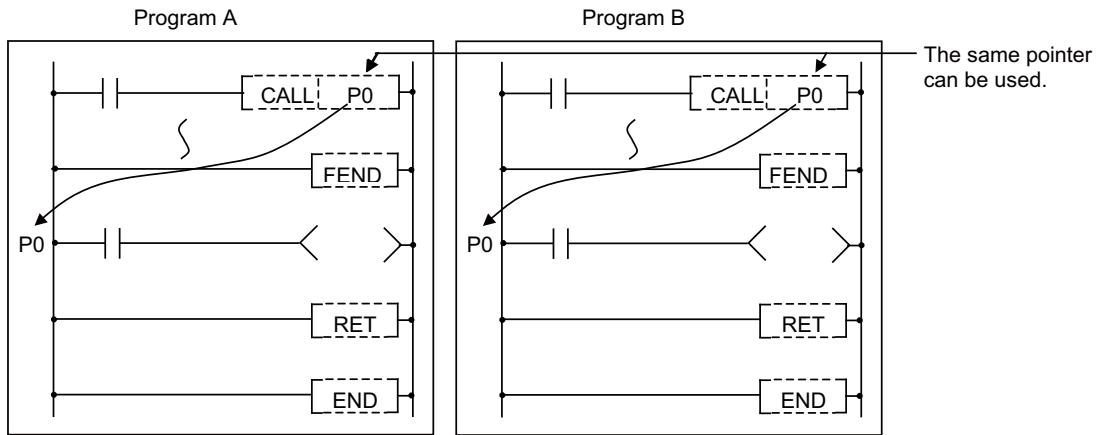 Program A
Program B
CALL P0
CALL P0
The same pointer
can be used.
FEND
FEND
P0
P0
RET
RET
END
END